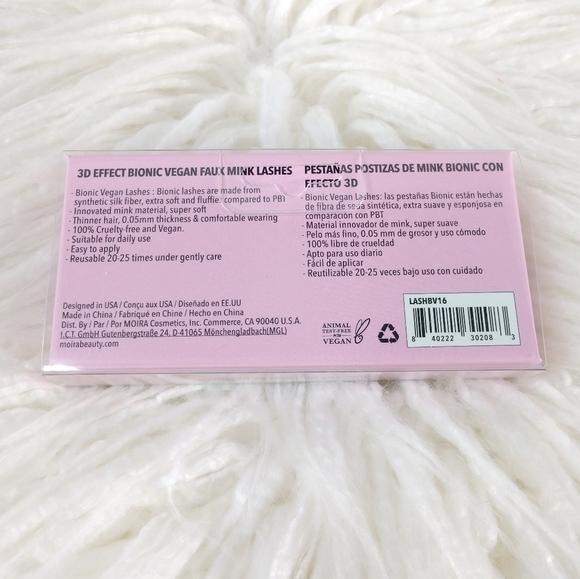 3D EFFECT BIONIC VEGAN FAUX MINK LASHES
- Bionic Vegan Lashes : Bionic lashes are made from
synthetic silk fiber, extra soft and fluffie. compared to PBT
- Innovated mink material, super soft
- Thinner hair, 0.05mm thickness & comfortable wearing
- 100% Cruelty-free and Vegan.
- Suitable for daily use
- Easy to apply
- Reusable 20-25 times under gently care
PESTAÑAS POSTIZAS DE MINK BIONIC CON
EFECTO 3D
- Bionic Vegan Lashes: las pestañas Bionic están hechas
de fibra de seda sintética, extra suave y esponjosa en
comparación con PBT
- Material innovador de mink, super suave
- Pelo más fino, 0.05 mm de grosor y uso cómodo
- 100% libre de crueldad
- Apto para uso diario
- Fácil de aplicar
- Reutilizable 20-25 veces bajo uso con cuidado
Designed in USA / Conçu aux USA / Diseñado en EE.UU
Made in China / Fabriqué en Chine / Hecho en China
Dist. By / Par / Por MOIRA Cosmetics, Inc. Commerce, CA 90040 U.S.A.
I.C.T. GmbH Gutenbergstraße 24, D-41065 Mönchengladbach(MGL)
moirabeauty.com
ANIMAL
TEST-FREE
VEGAN
LASHBV16
8 40222 30208 3